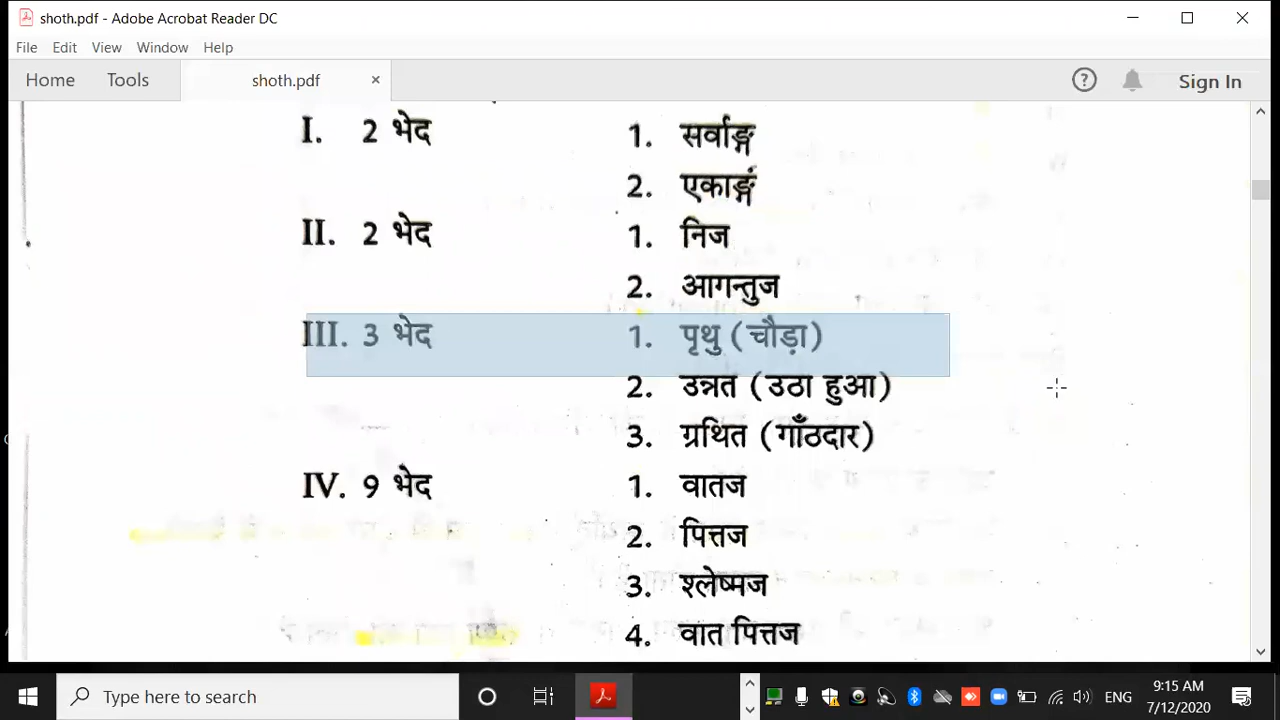 shoth.pdf - Adobe Acrobat Reader DC
File Edit View Window Help
Home Tools shoth.pdf × ? Sign In
I. 2 भेद 1. सर्वाङ्ग
2. एकाङ्गं
II. 2 भेद 1. निज
2. आगन्तुज
III. 3 भेद 1. पृथु (चौड़ा)
2. उन्नत (उठा हुआ)
3. ग्रथित (गाँठदार)
IV. 9 भेद 1. वातज
2. पित्तज
3. श्लेष्मज
4. वात पित्तज
Type here to search ENG 9:15 AM
7/12/2020